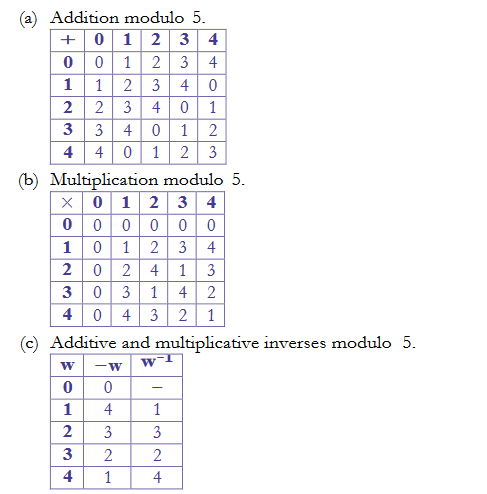 (a) Addition modulo 5.
+ 0 1 2 3 4
0 0 1 2 3 4
1 1 2 3 4 0
2 2 3 4 0 1
3 3 4 0 1 2
4 4 0 1 2 3
(b) Multiplication modulo 5.
× 0 1 2 3 4
0 0 0 0 0 0
1 0 1 2 3 4
2 0 2 4 1 3
3 0 3 1 4 2
4 0 4 3 2 1
(c) Additive and multiplicative inverses modulo 5.
w −w w⁻¹
0 0 −
1 4 1
2 3 3
3 2 2
4 1 4